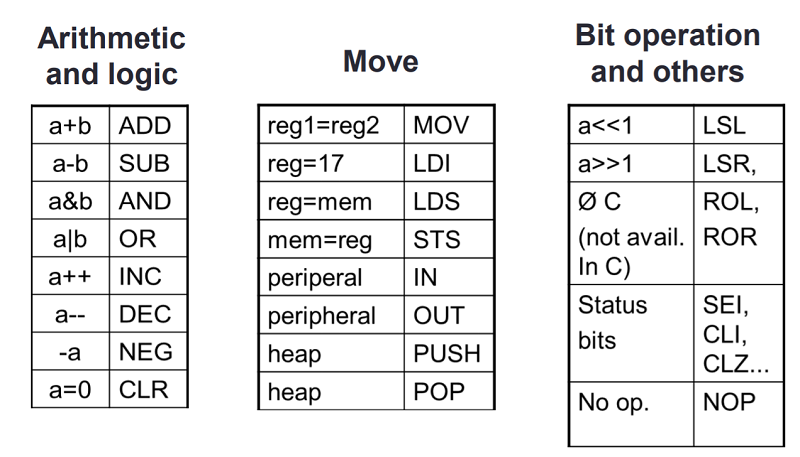 Arithmetic
and logic
a+b ADD
a-b SUB
a&b AND
a|b OR
a++ INC
a-- DEC
-a NEG
a=0 CLR
Move
reg1=reg2 MOV
reg=17 LDI
reg=mem LDS
mem=reg STS
periperal IN
peripheral OUT
heap PUSH
heap POP
Bit operation
and others
a<<1 LSL
a>>1 LSR,
Ø C ROL,
(not avail. ROR
In C)
Status SEI,
bits CLI,
CLZ...
No op. NOP